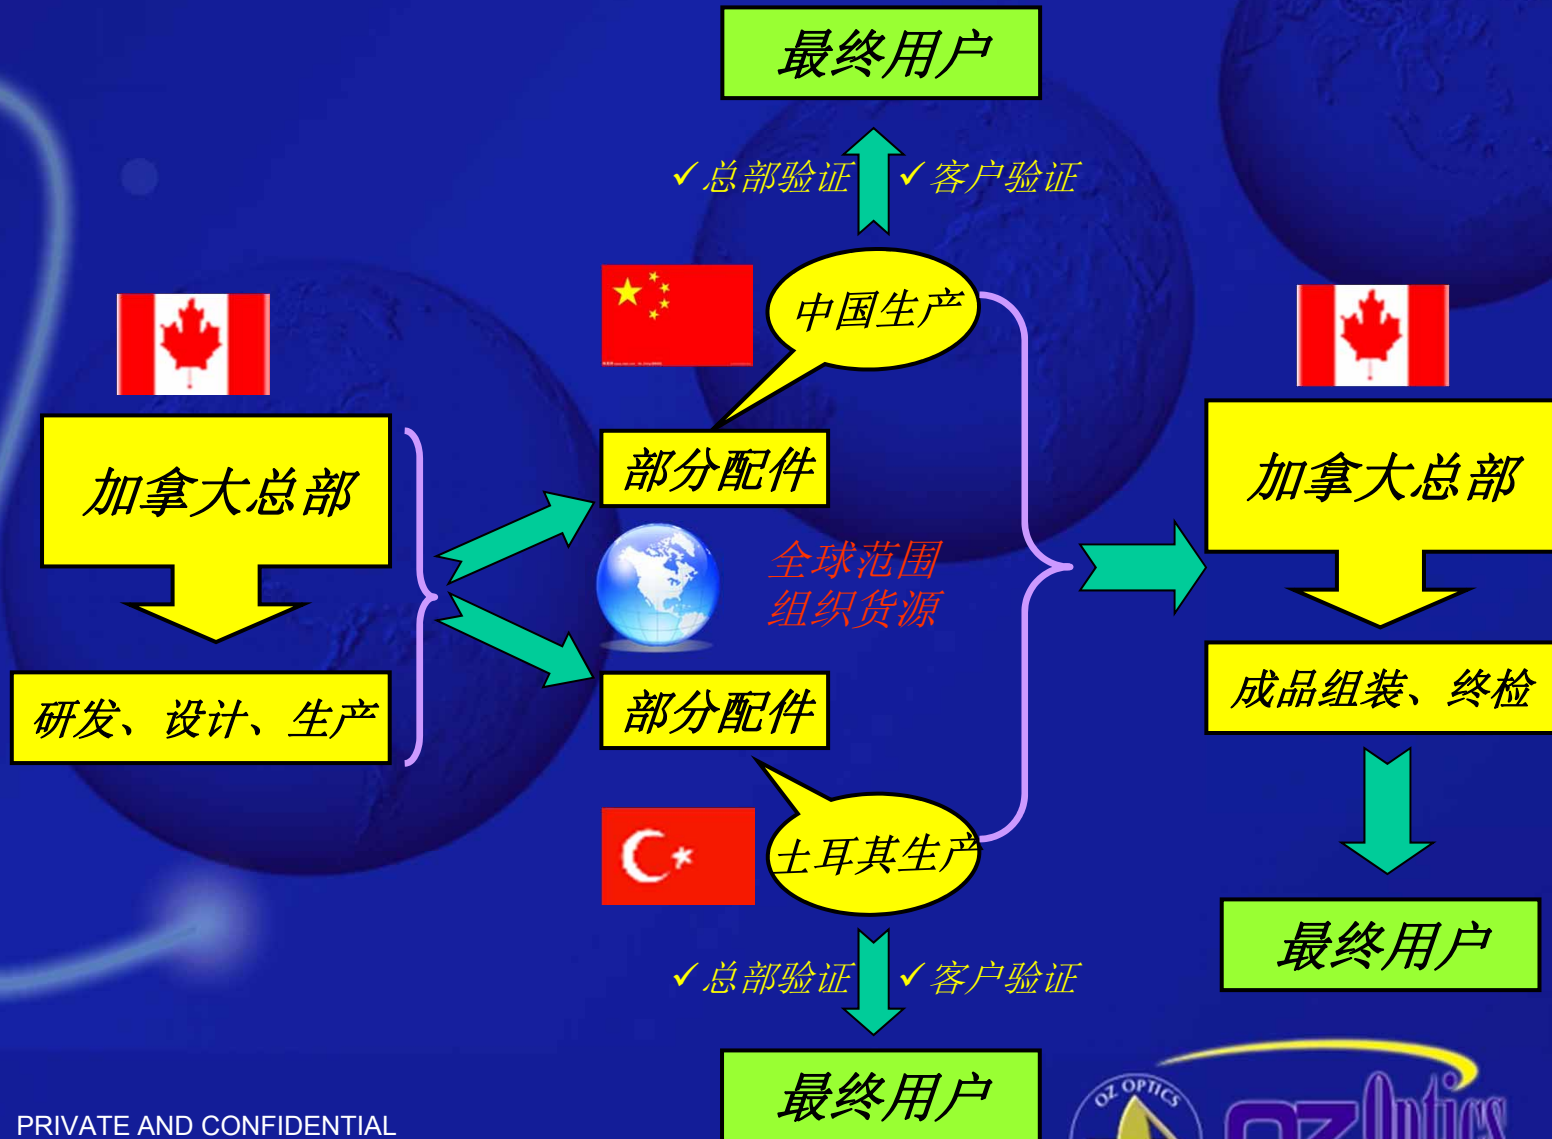 最终用户
✓总部验证 ✓客户验证
中国生产
部分配件
加拿大总部
研发、设计、生产
全球范围
组织货源
部分配件
土耳其生产
✓总部验证 ✓客户验证
最终用户
加拿大总部
成品组装、终检
最终用户
PRIVATE AND CONFIDENTIAL
OZ OPTICS
OZ Optics